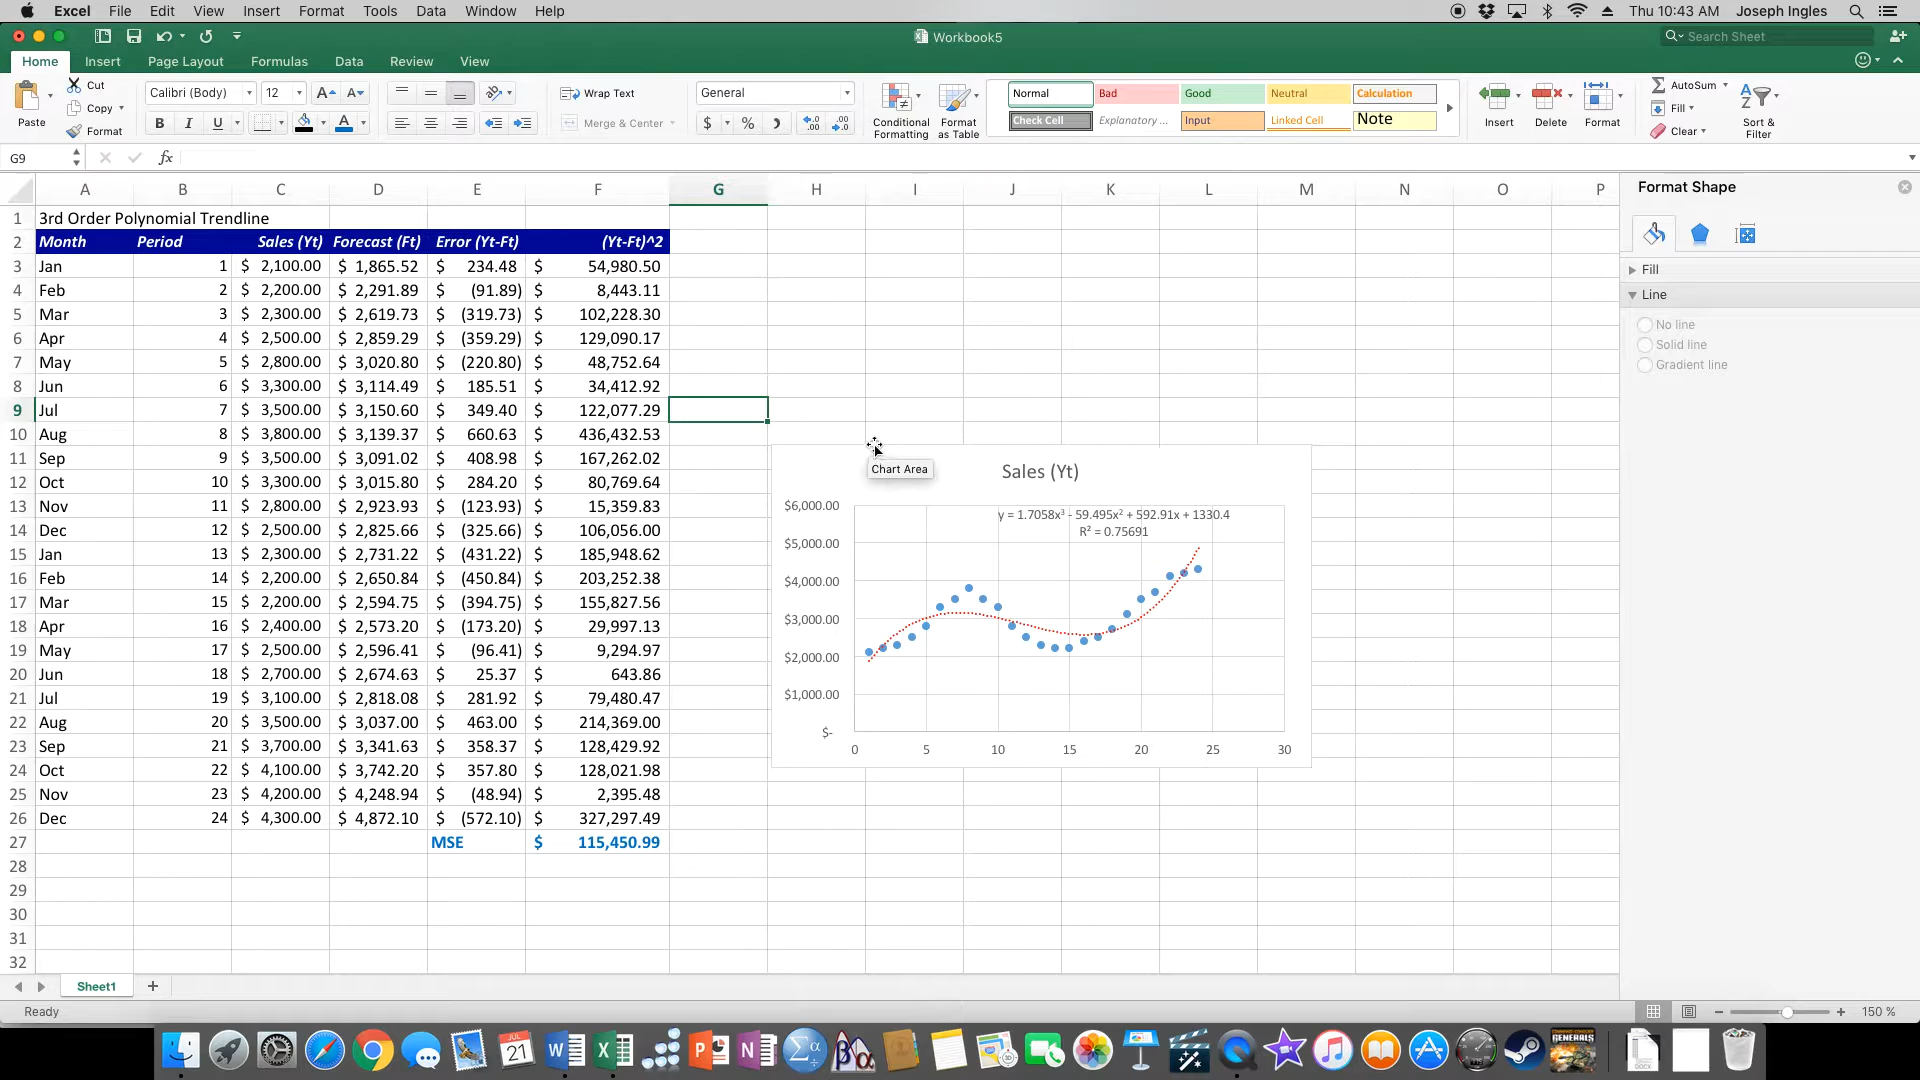 Excel File Edit View Insert Format Tools Data Window Help Thu 10:43 AM Joseph Ingles
Workbook5 Search Sheet
Home Insert Page Layout Formulas Data Review View
Paste Cut Copy Format Calibri (Body) 12 Wrap Text Merge & Center General Conditional Formatting Format as Table Normal Bad Good Neutral Calculation Check Cell Explanatory ... Input Linked Cell Note Insert Delete Format AutoSum Fill Clear Sort & Filter
G9 fx
A B C D E F G H I J K L M N O P
1 3rd Order Polynomial Trendline
2 Month Period Sales (Yt) Forecast (Ft) Error (Yt-Ft) (Yt-Ft)^2
3 Jan 1 $ 2,100.00 $ 1,865.52 $ 234.48 $ 54,980.50
4 Feb 2 $ 2,200.00 $ 2,291.89 $ (91.89) $ 8,443.11
5 Mar 3 $ 2,300.00 $ 2,619.73 $ (319.73) $ 102,228.30
6 Apr 4 $ 2,500.00 $ 2,859.29 $ (359.29) $ 129,090.17
7 May 5 $ 2,800.00 $ 3,020.80 $ (220.80) $ 48,752.64
8 Jun 6 $ 3,300.00 $ 3,114.49 $ 185.51 $ 34,412.92
9 Jul 7 $ 3,500.00 $ 3,150.60 $ 349.40 $ 122,077.29
10 Aug 8 $ 3,800.00 $ 3,139.37 $ 660.63 $ 436,432.53
11 Sep 9 $ 3,500.00 $ 3,091.02 $ 408.98 $ 167,262.02
12 Oct 10 $ 3,300.00 $ 3,015.80 $ 284.20 $ 80,769.64
13 Nov 11 $ 2,800.00 $ 2,923.93 $ (123.93) $ 15,359.83
14 Dec 12 $ 2,500.00 $ 2,825.66 $ (325.66) $ 106,056.00
15 Jan 13 $ 2,300.00 $ 2,731.22 $ (431.22) $ 185,948.62
16 Feb 14 $ 2,200.00 $ 2,650.84 $ (450.84) $ 203,252.38
17 Mar 15 $ 2,200.00 $ 2,594.75 $ (394.75) $ 155,827.56
18 Apr 16 $ 2,400.00 $ 2,573.20 $ (173.20) $ 29,997.13
19 May 17 $ 2,500.00 $ 2,596.41 $ (96.41) $ 9,294.97
20 Jun 18 $ 2,700.00 $ 2,674.63 $ 25.37 $ 643.86
21 Jul 19 $ 3,100.00 $ 2,818.08 $ 281.92 $ 79,480.47
22 Aug 20 $ 3,500.00 $ 3,037.00 $ 463.00 $ 214,369.00
23 Sep 21 $ 3,700.00 $ 3,341.63 $ 358.37 $ 128,429.92
24 Oct 22 $ 4,100.00 $ 3,742.20 $ 357.80 $ 128,021.98
25 Nov 23 $ 4,200.00 $ 4,248.94 $ (48.94) $ 2,395.48
26 Dec 24 $ 4,300.00 $ 4,872.10 $ (572.10) $ 327,297.49
27 MSE $ 115,450.99
28
29
30
31
32
Chart Area
Sales (Yt)
y = 1.7058x³ - 59.495x² + 592.91x + 1330.4
R² = 0.75691
$6,000.00
$5,000.00
$4,000.00
$3,000.00
$2,000.00
$1,000.00
$-
0 5 10 15 20 25 30
Format Shape
Fill
Line
No line
Solid line
Gradient line
Sheet1
Ready 150 %
JUL
21